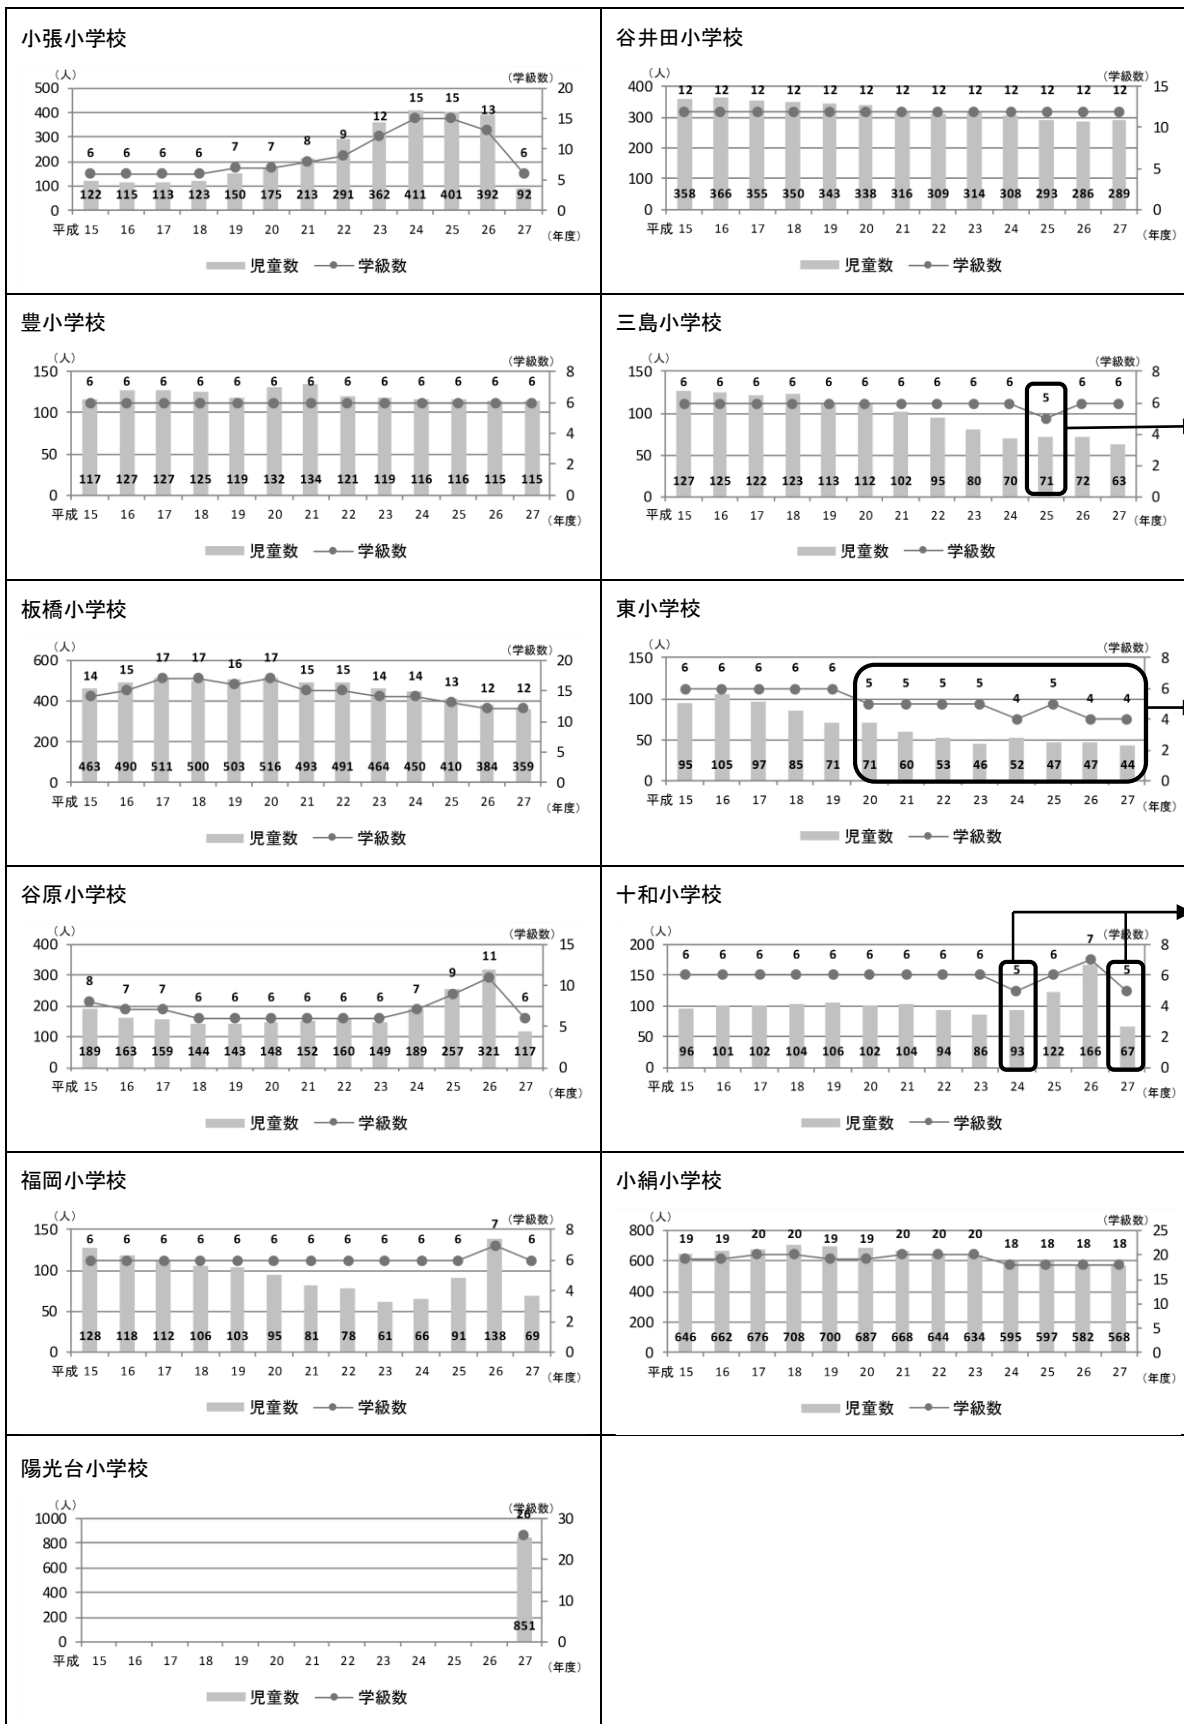 小張小学校
（人）
（学級数）
500 400 300 200 100 0
20 15 10 5 0
6 6 6 6 7 7 8 9 12 15 15 13 6
122 115 113 123 150 175 213 291 362 411 401 392 92
平成 15 16 17 18 19 20 21 22 23 24 25 26 27 （年度）
児童数 学級数
谷井田小学校
（人）
（学級数）
400 300 200 100 0
15 10 5 0
12 12 12 12 12 12 12 12 12 12 12 12 12
358 366 355 350 343 338 316 309 314 308 293 286 289
平成 15 16 17 18 19 20 21 22 23 24 25 26 27 （年度）
児童数 学級数
豊小学校
（人）
（学級数）
150 100 50 0
8 6 4 2 0
6 6 6 6 6 6 6 6 6 6 6 6 6
117 127 127 125 119 132 134 121 119 116 116 115 115
平成 15 16 17 18 19 20 21 22 23 24 25 26 27 （年度）
児童数 学級数
三島小学校
（人）
（学級数）
150 100 50 0
8 6 4 2 0
6 6 6 6 6 6 6 6 6 6 5 6 6
127 125 122 123 113 112 102 95 80 70 71 72 63
平成 15 16 17 18 19 20 21 22 23 24 25 26 27 （年度）
児童数 学級数
板橋小学校
（人）
（学級数）
600 400 200 0
20 15 10 5 0
14 15 17 17 16 17 15 15 14 14 13 12 12
463 490 511 500 503 516 493 491 464 450 410 384 359
平成 15 16 17 18 19 20 21 22 23 24 25 26 27 （年度）
児童数 学級数
東小学校
（人）
（学級数）
150 100 50 0
8 6 4 2 0
6 6 6 6 6 5 5 5 5 4 5 4 4
95 105 97 85 71 71 60 53 46 52 47 47 44
平成 15 16 17 18 19 20 21 22 23 24 25 26 27 （年度）
児童数 学級数
谷原小学校
（人）
（学級数）
400 300 200 100 0
15 10 5 0
8 7 7 6 6 6 6 6 6 7 9 11 6
189 163 159 144 143 148 152 160 149 189 257 321 117
平成 15 16 17 18 19 20 21 22 23 24 25 26 27 （年度）
児童数 学級数
十和小学校
（人）
（学級数）
200 150 100 50 0
8 6 4 2 0
6 6 6 6 6 6 6 6 6 5 6 7 5
96 101 102 104 106 102 104 94 86 93 122 166 67
平成 15 16 17 18 19 20 21 22 23 24 25 26 27 （年度）
児童数 学級数
福岡小学校
（人）
（学級数）
150 100 50 0
8 6 4 2 0
6 6 6 6 6 6 6 6 6 6 6 7 6
128 118 112 106 103 95 81 78 61 66 91 138 69
平成 15 16 17 18 19 20 21 22 23 24 25 26 27 （年度）
児童数 学級数
小絹小学校
（人）
（学級数）
800 600 400 200 0
25 20 15 10 5 0
19 19 20 20 19 19 20 20 20 18 18 18 18
646 662 676 708 700 687 668 644 634 595 597 582 568
平成 15 16 17 18 19 20 21 22 23 24 25 26 27 （年度）
児童数 学級数
陽光台小学校
（人）
（学級数）
1000 800 600 400 200 0
30 20 10 0
26
851
平成 15 16 17 18 19 20 21 22 23 24 25 26 27 （年度）
児童数 学級数